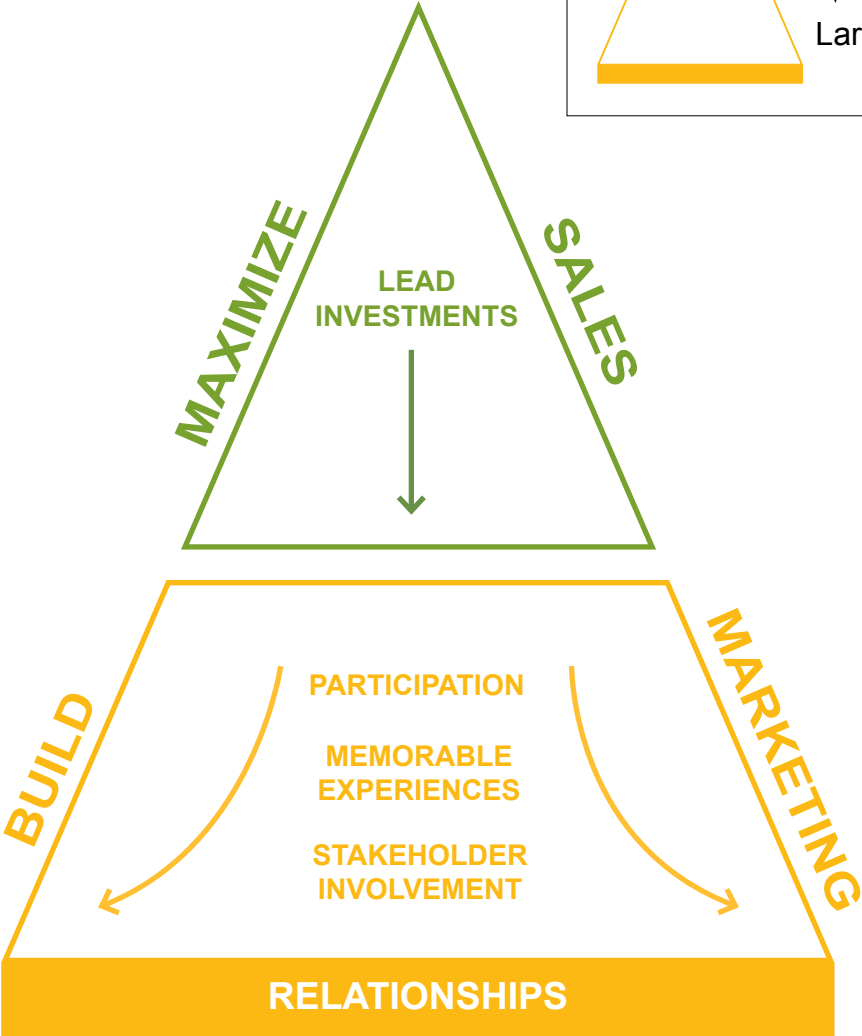 Lar
MAXIMIZE
SALES
LEAD
INVESTMENTS
BUILD
MARKETING
PARTICIPATION
MEMORABLE
EXPERIENCES
STAKEHOLDER
INVOLVEMENT
RELATIONSHIPS